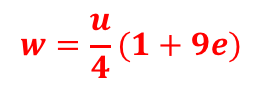 w = u/4 (1 + 9e)